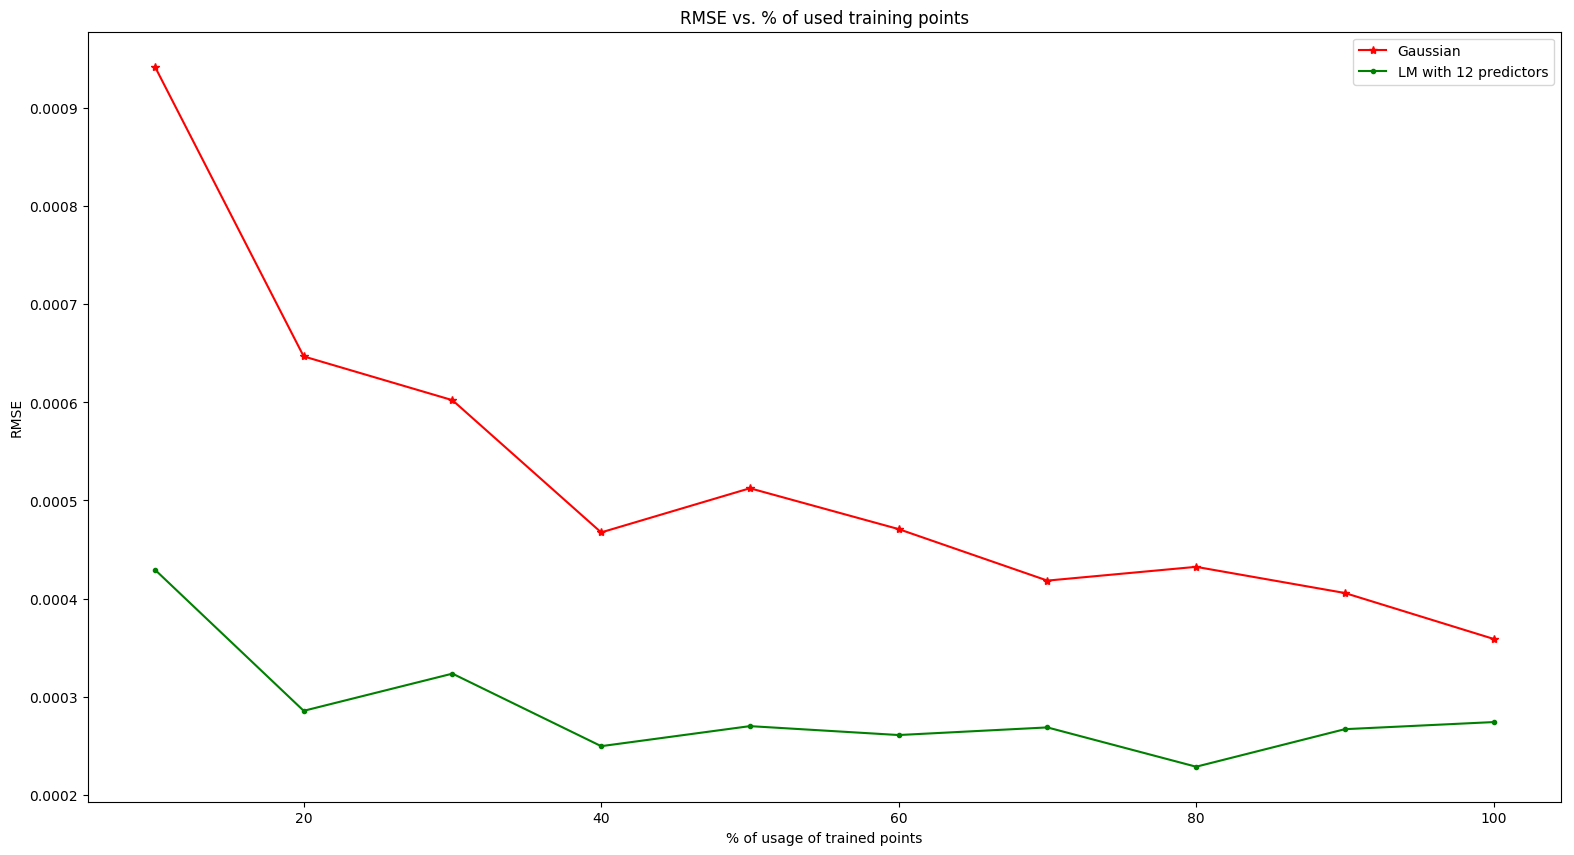 RMSE vs. % of used training points
Gaussian
LM with 12 predictors
0.0009
0.0008
0.0007
0.0006
0.0005
0.0004
0.0003
0.0002
RMSE
20
40
60
80
100
% of usage of trained points